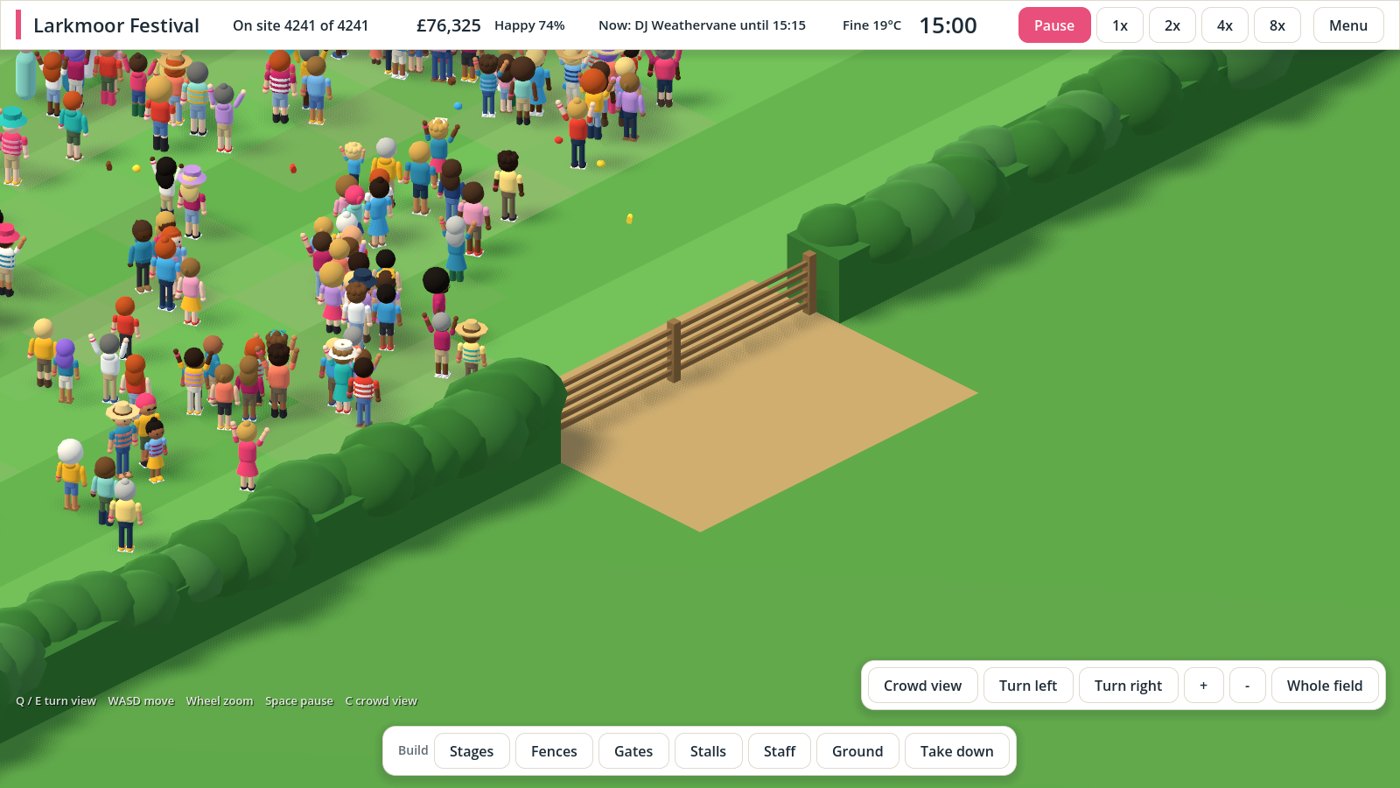 Larkmoor Festival On site 4241 of 4241 £76,325 Happy 74% Now: DJ Weathervane until 15:15 Fine 19°C 15:00 Pause 1x 2x 4x 8x Menu
Crowd view Turn left Turn right + - Whole field
Q / E turn view WASD move Wheel zoom Space pause C crowd view
Build Stages Fences Gates Stalls Staff Ground Take down